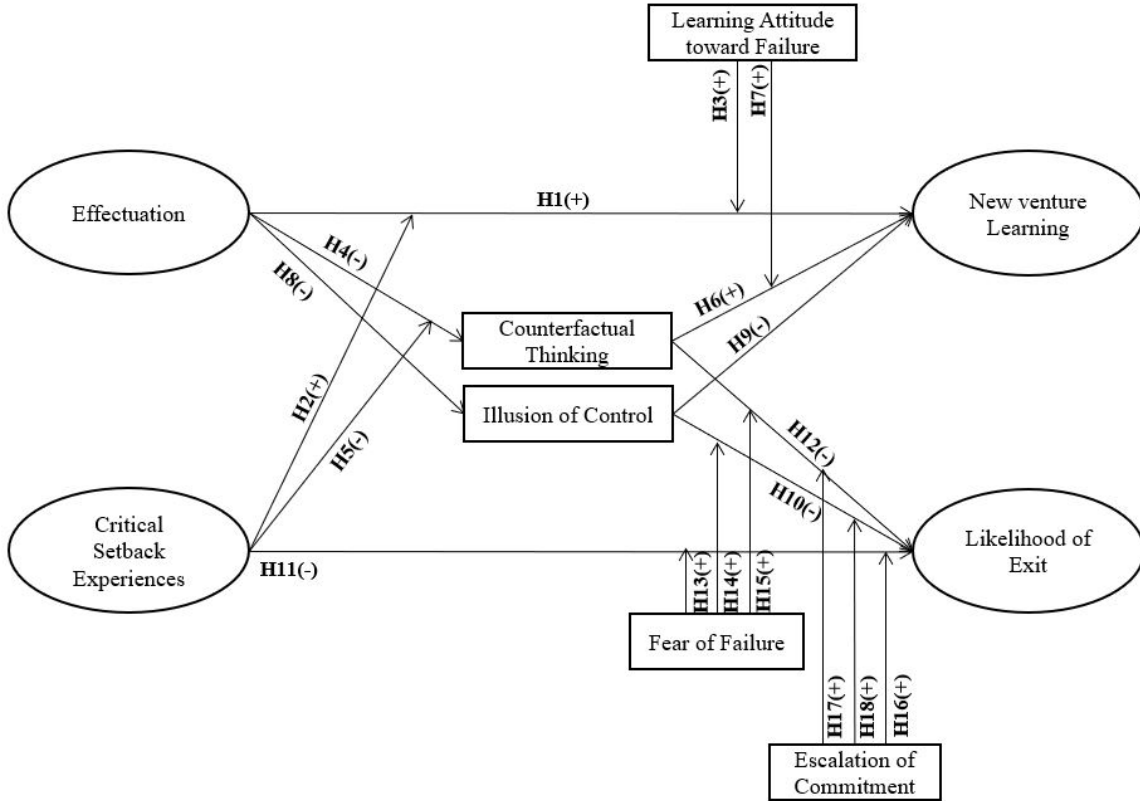 Learning Attitude
toward Failure
H3(+)
H7(+)
Effectuation
H1(+)
New venture
Learning
H4(-)
H8(-)
H6(+)
H9(-)
Counterfactual
Thinking
H2(+)
H5(-)
Illusion of Control
H12(-)
H10(-)
Critical
Setback
Experiences
H11(-)
Likelihood of
Exit
H13(+)
H14(+)
H15(+)
Fear of Failure
H17(+)
H18(+)
H16(+)
Escalation of
Commitment